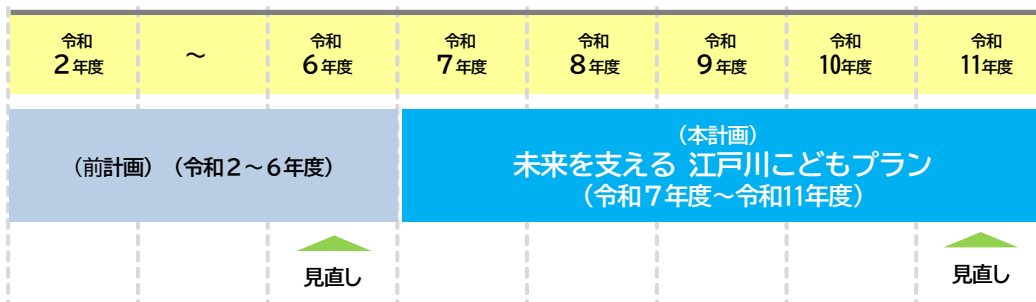 令和
2年度
～
令和
6年度
令和
7年度
令和
8年度
令和
9年度
令和
10年度
令和
11年度
（前計画）（令和２～６年度）
（本計画）
未来を支える 江戸川こどもプラン
（令和７年度～令和11年度）
見直し
見直し